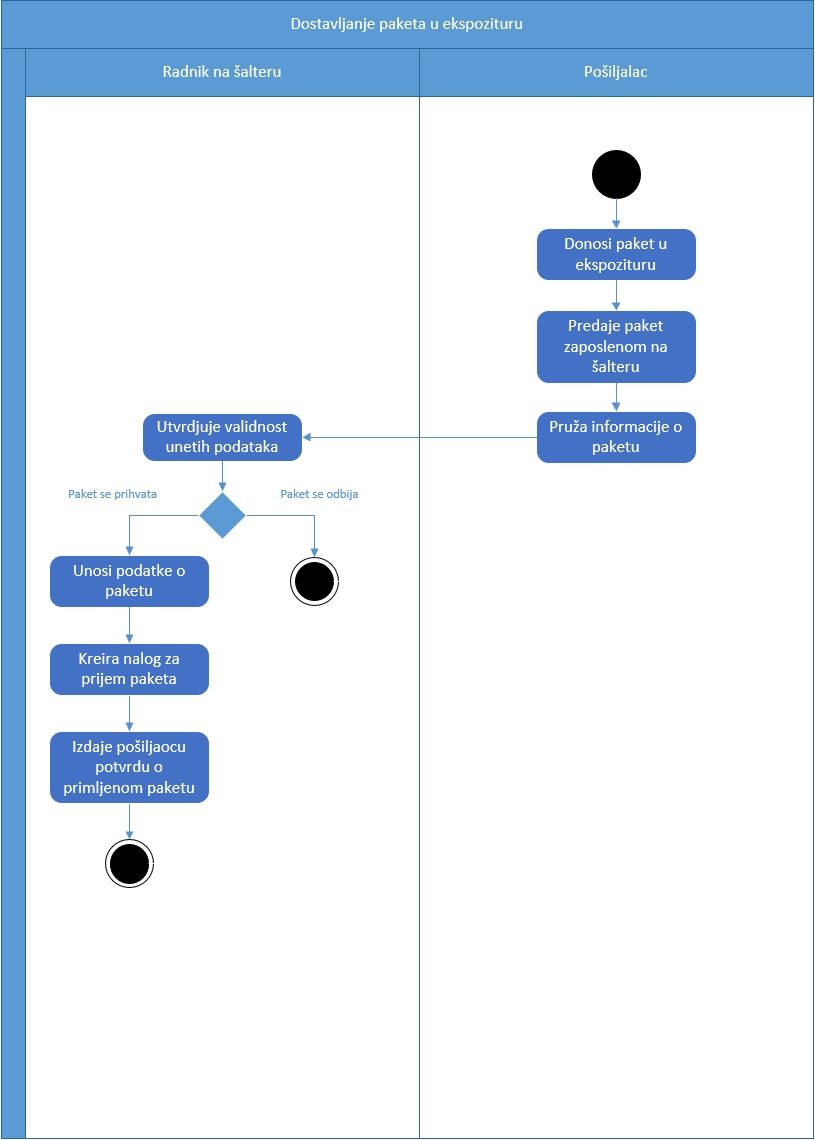 Dostavljanje paketa u ekspozituru
Radnik na šalteru
Pošiljalac
Donosi paket u
ekspozituru
Predaje paket
zaposlenom na
šalteru
Pruža informacije o
paketu
Utvrdjuje validnost
unetih podataka
Paket se prihvata
Paket se odbija
Unosi podatke o
paketu
Kreira nalog za
prijem paketa
Izdaje pošiljaocu
potvrdu o
primljenom paketu